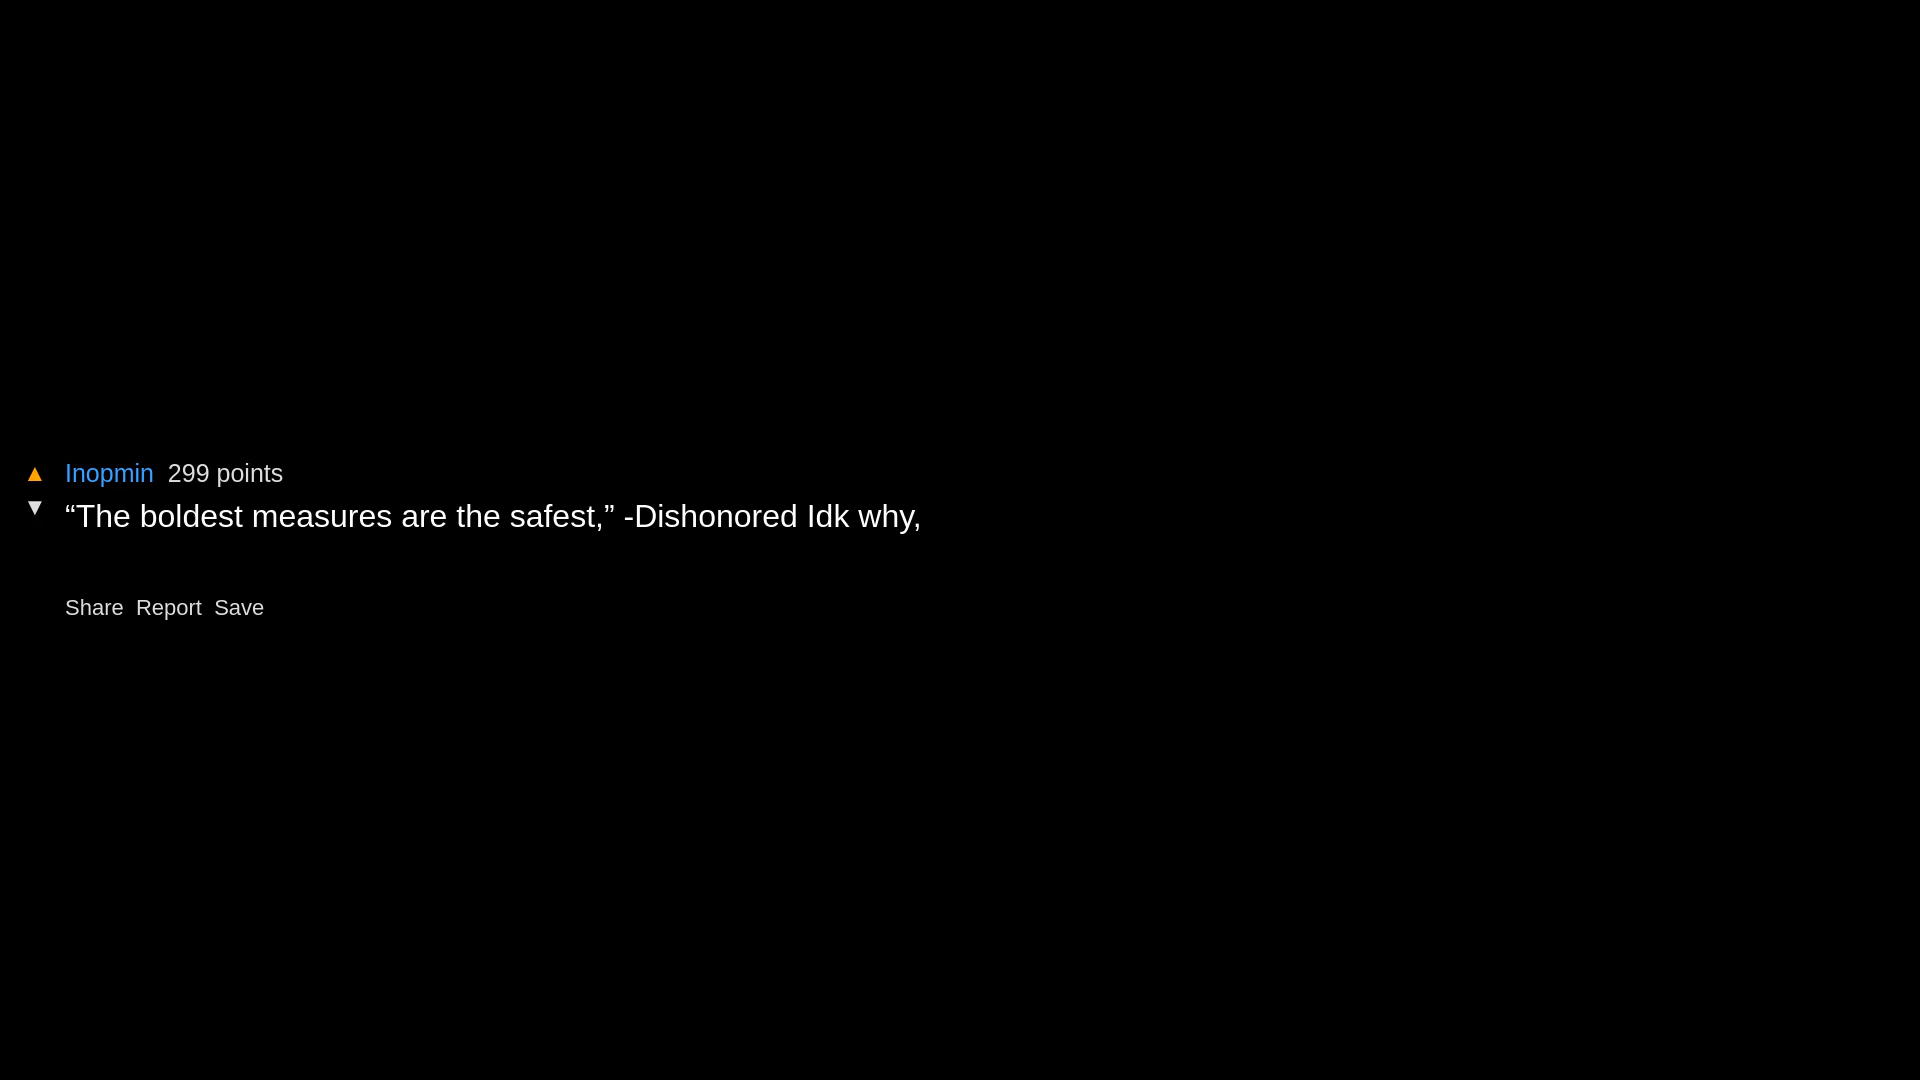 ▲ Inopmin 299 points
▼ “The boldest measures are the safest,” -Dishonored Idk why,
Share Report Save